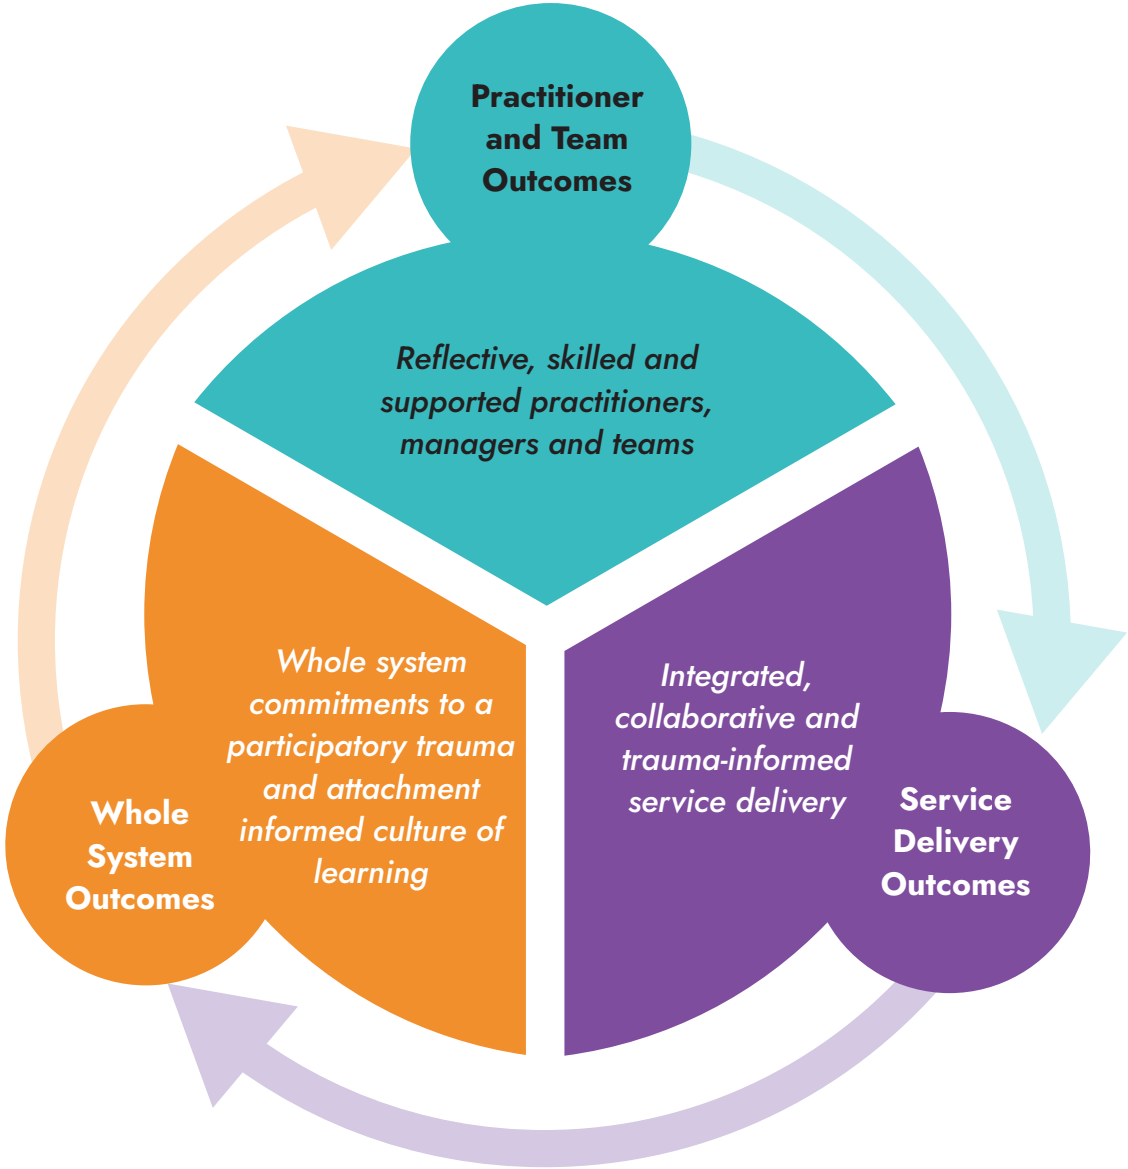 Practitioner
and Team
Outcomes
Reflective, skilled and
supported practitioners,
managers and teams
Whole system
commitments to a
participatory trauma
and attachment
informed culture of
learning
Whole
System
Outcomes
Integrated,
collaborative and
trauma-informed
service delivery
Service
Delivery
Outcomes